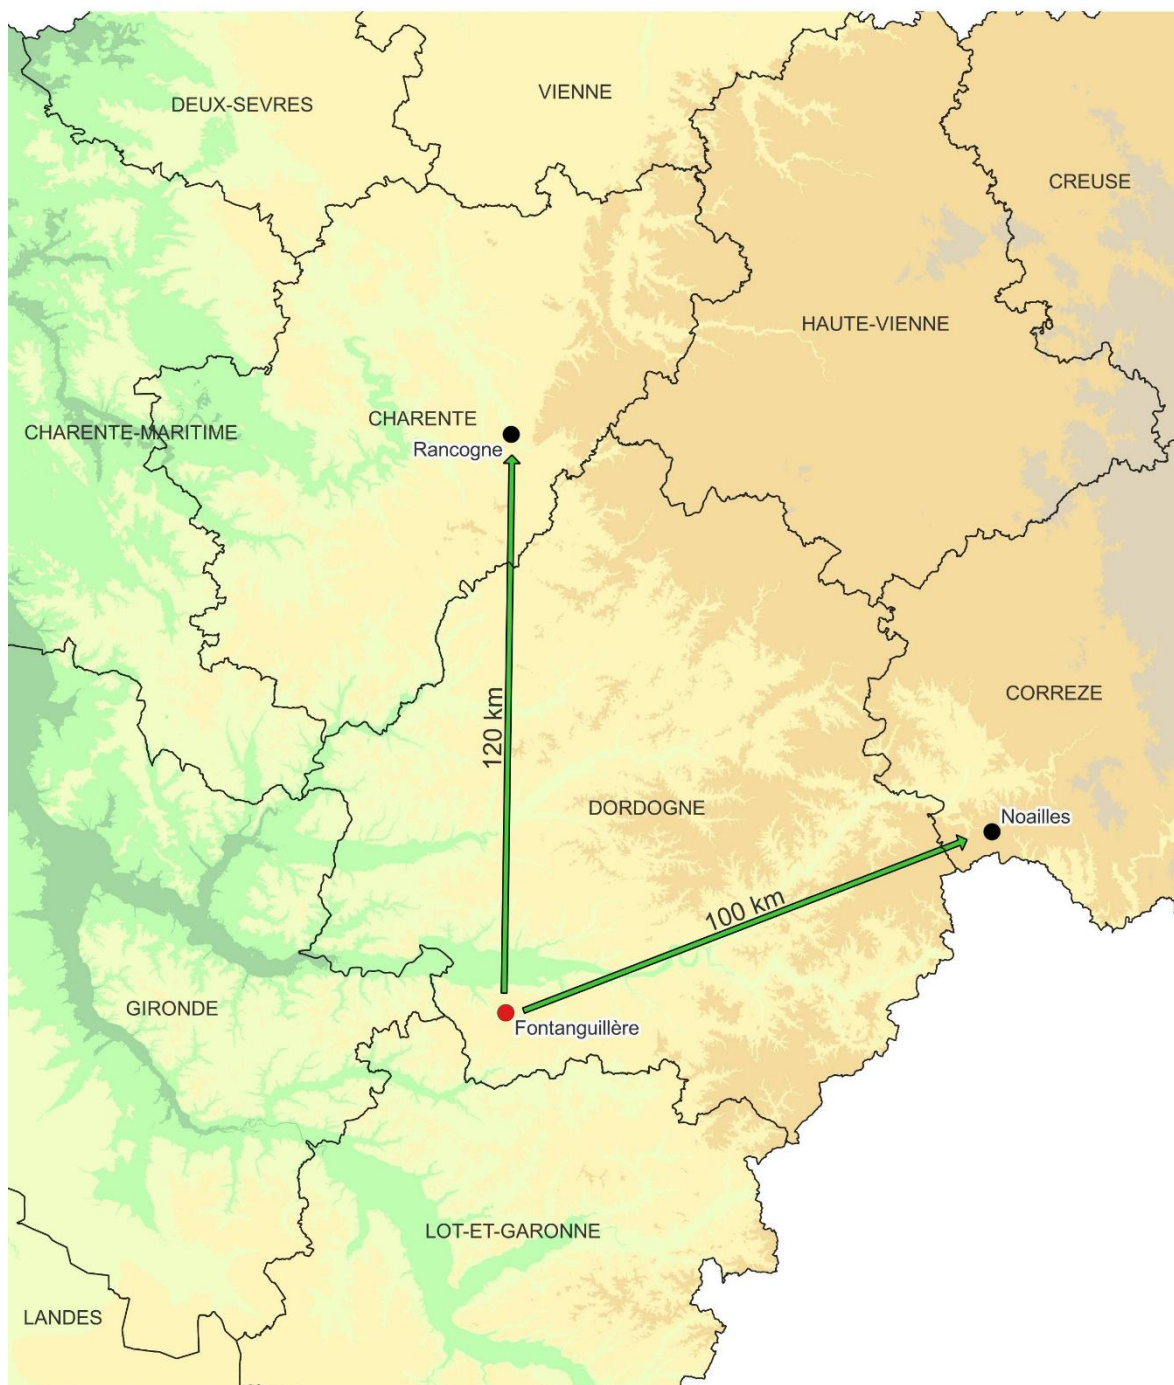 VIENNE
DEUX-SEVRES
CREUSE
HAUTE-VIENNE
CHARENTE
CHARENTE-MARITIME
Rancogne
CORREZE
120 km
DORDOGNE
Noailles
100 km
GIRONDE
Fontanguillère
LOT-ET-GARONNE
LANDES